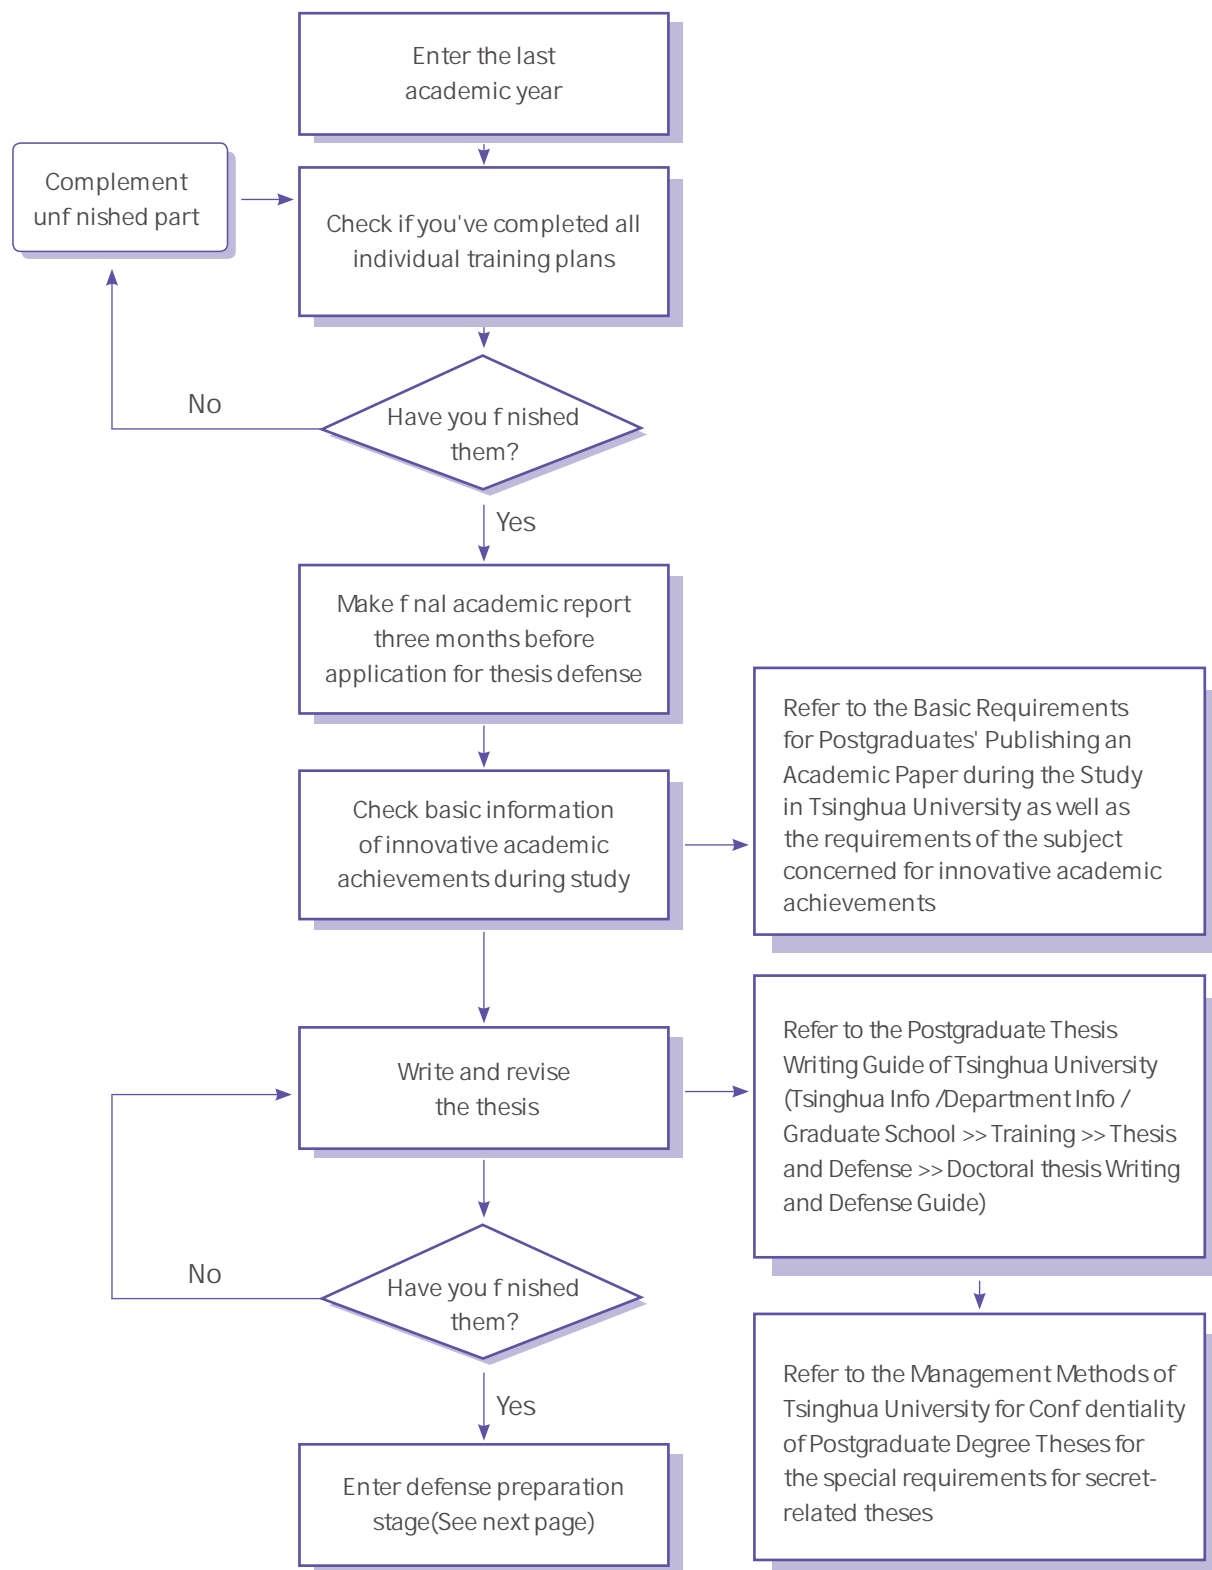 Enter the last
academic year
Complement
unf nished part
Check if you've completed all
individual training plans
No
Have you f nished
them?
Yes
Make f nal academic report
three months before
application for thesis defense
Check basic information
of innovative academic
achievements during study
Refer to the Basic Requirements
for Postgraduates' Publishing an
Academic Paper during the Study
in Tsinghua University as well as
the requirements of the subject
concerned for innovative academic
achievements
Write and revise
the thesis
Refer to the Postgraduate Thesis
Writing Guide of Tsinghua University
(Tsinghua Info /Department Info /
Graduate School >> Training >> Thesis
and Defense >> Doctoral thesis Writing
and Defense Guide)
No
Have you f nished
them?
Yes
Refer to the Management Methods of
Tsinghua University for Conf dentiality
of Postgraduate Degree Theses for
the special requirements for secret-
related theses
Enter defense preparation
stage(See next page)